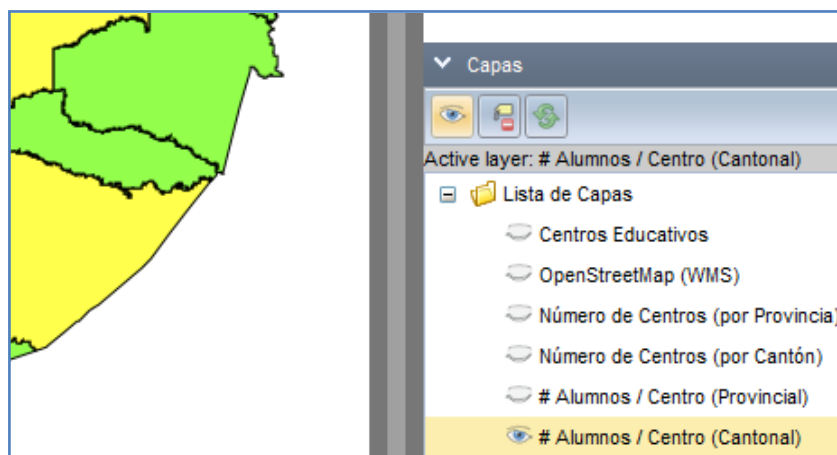 Capas
Active layer: # Alumnos / Centro (Cantonal)
Lista de Capas
Centros Educativos
OpenStreetMap (WMS)
Número de Centros (por Provincia)
Número de Centros (por Cantón)
# Alumnos / Centro (Provincial)
# Alumnos / Centro (Cantonal)